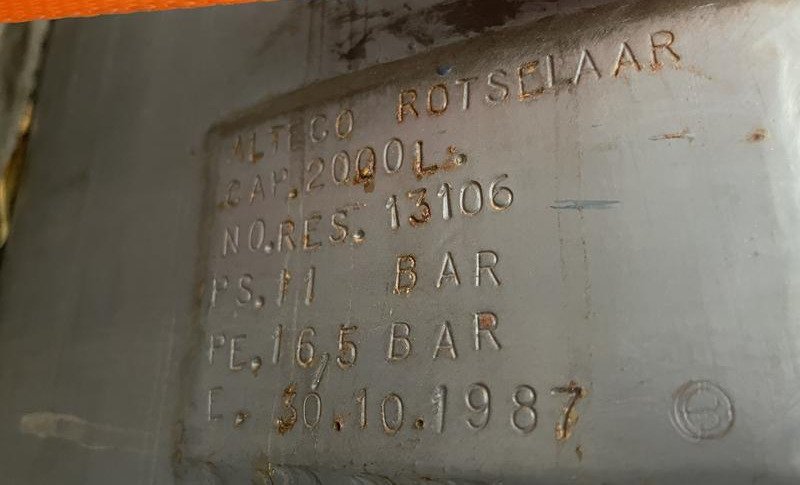 ALTECO ROTSELAAR
CAP. 2000L.
NO.RES. 13106
PS. 11 BAR
PE. 16,5 BAR
E. 30.10.1987